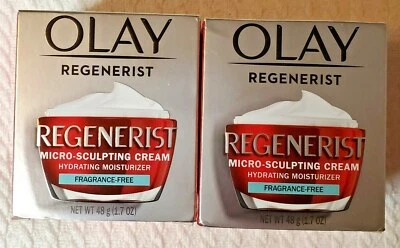 OLAY
REGENERIST
REGENERIST
MICRO-SCULPTING CREAM
HYDRATING MOISTURIZER
FRAGRANCE-FREE
NET WT 48 g (1.7 OZ)
OLAY
REGENERIST
REGENERIST
MICRO-SCULPTING CREAM
HYDRATING MOISTURIZER
FRAGRANCE-FREE
NET WT 48 g (1.7 OZ)